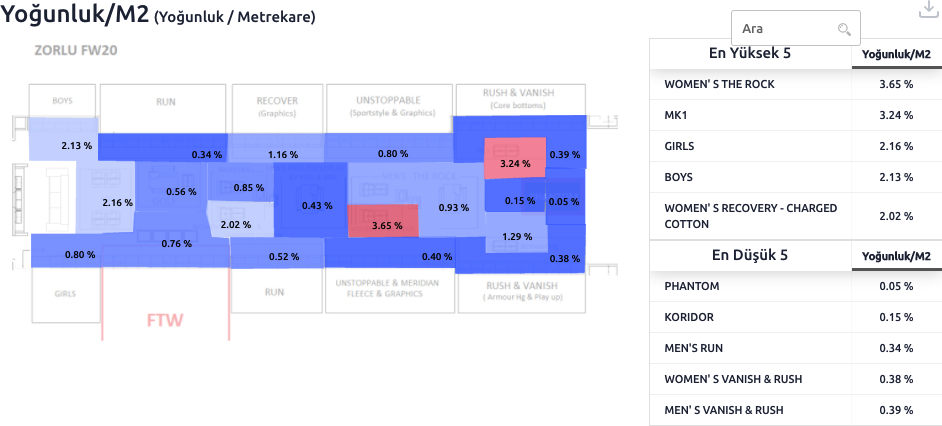 Yoğunluk/M2 (Yoğunluk / Metrekare)
Ara
ZORLU FW20
BOYS
RUN
RECOVER
(Graphics)
UNSTOPPABLE
(Sportstyle & Graphics)
RUSH & VANISH
(Core bottoms)
2.13 %
0.34 %
1.16 %
0.80 %
3.24 %
0.39 %
2.16 %
0.56 %
0.85 %
0.43 %
0.93 %
0.15 %
0.05 %
2.02 %
3.65 %
0.80 %
0.76 %
0.52 %
0.40 %
1.29 %
0.38 %
GIRLS
FTW
RUN
UNSTOPPABLE & MERIDIAN
FLEECE & GRAPHICS
RUSH & VANISH
( Armour Hg & Play up)
En Yüksek 5 Yoğunluk/M2
WOMEN' S THE ROCK 3.65 %
MK1 3.24 %
GIRLS 2.16 %
BOYS 2.13 %
WOMEN' S RECOVERY - CHARGED
COTTON 2.02 %
En Düşük 5 Yoğunluk/M2
PHANTOM 0.05 %
KORIDOR 0.15 %
MEN'S RUN 0.34 %
WOMEN' S VANISH & RUSH 0.38 %
MEN' S VANISH & RUSH 0.39 %